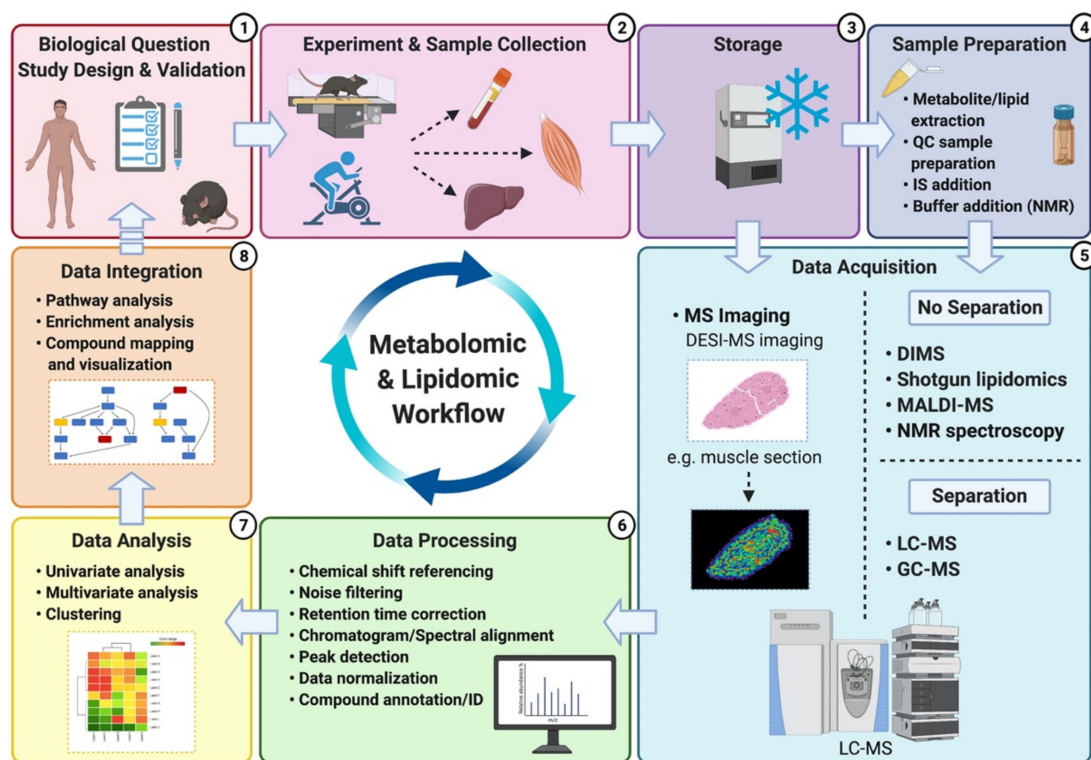 1
Biological Question
Study Design & Validation
2
Experiment & Sample Collection
3
Storage
4
Sample Preparation
• Metabolite/lipid
extraction
• QC sample
preparation
• IS addition
• Buffer addition (NMR)
5
Data Acquisition
• MS Imaging
DESI-MS imaging
e.g. muscle section
No Separation
• DIMS
• Shotgun lipidomics
• MALDI-MS
• NMR spectroscopy
Separation
• LC-MS
• GC-MS
LC-MS
6
Data Processing
• Chemical shift referencing
• Noise filtering
• Retention time correction
• Chromatogram/Spectral alignment
• Peak detection
• Data normalization
• Compound annotation/ID
Relative abundance %
m/z
7
Data Analysis
• Univariate analysis
• Multivariate analysis
• Clustering
8
Data Integration
• Pathway analysis
• Enrichment analysis
• Compound mapping
and visualization
Metabolomic
& Lipidomic
Workflow